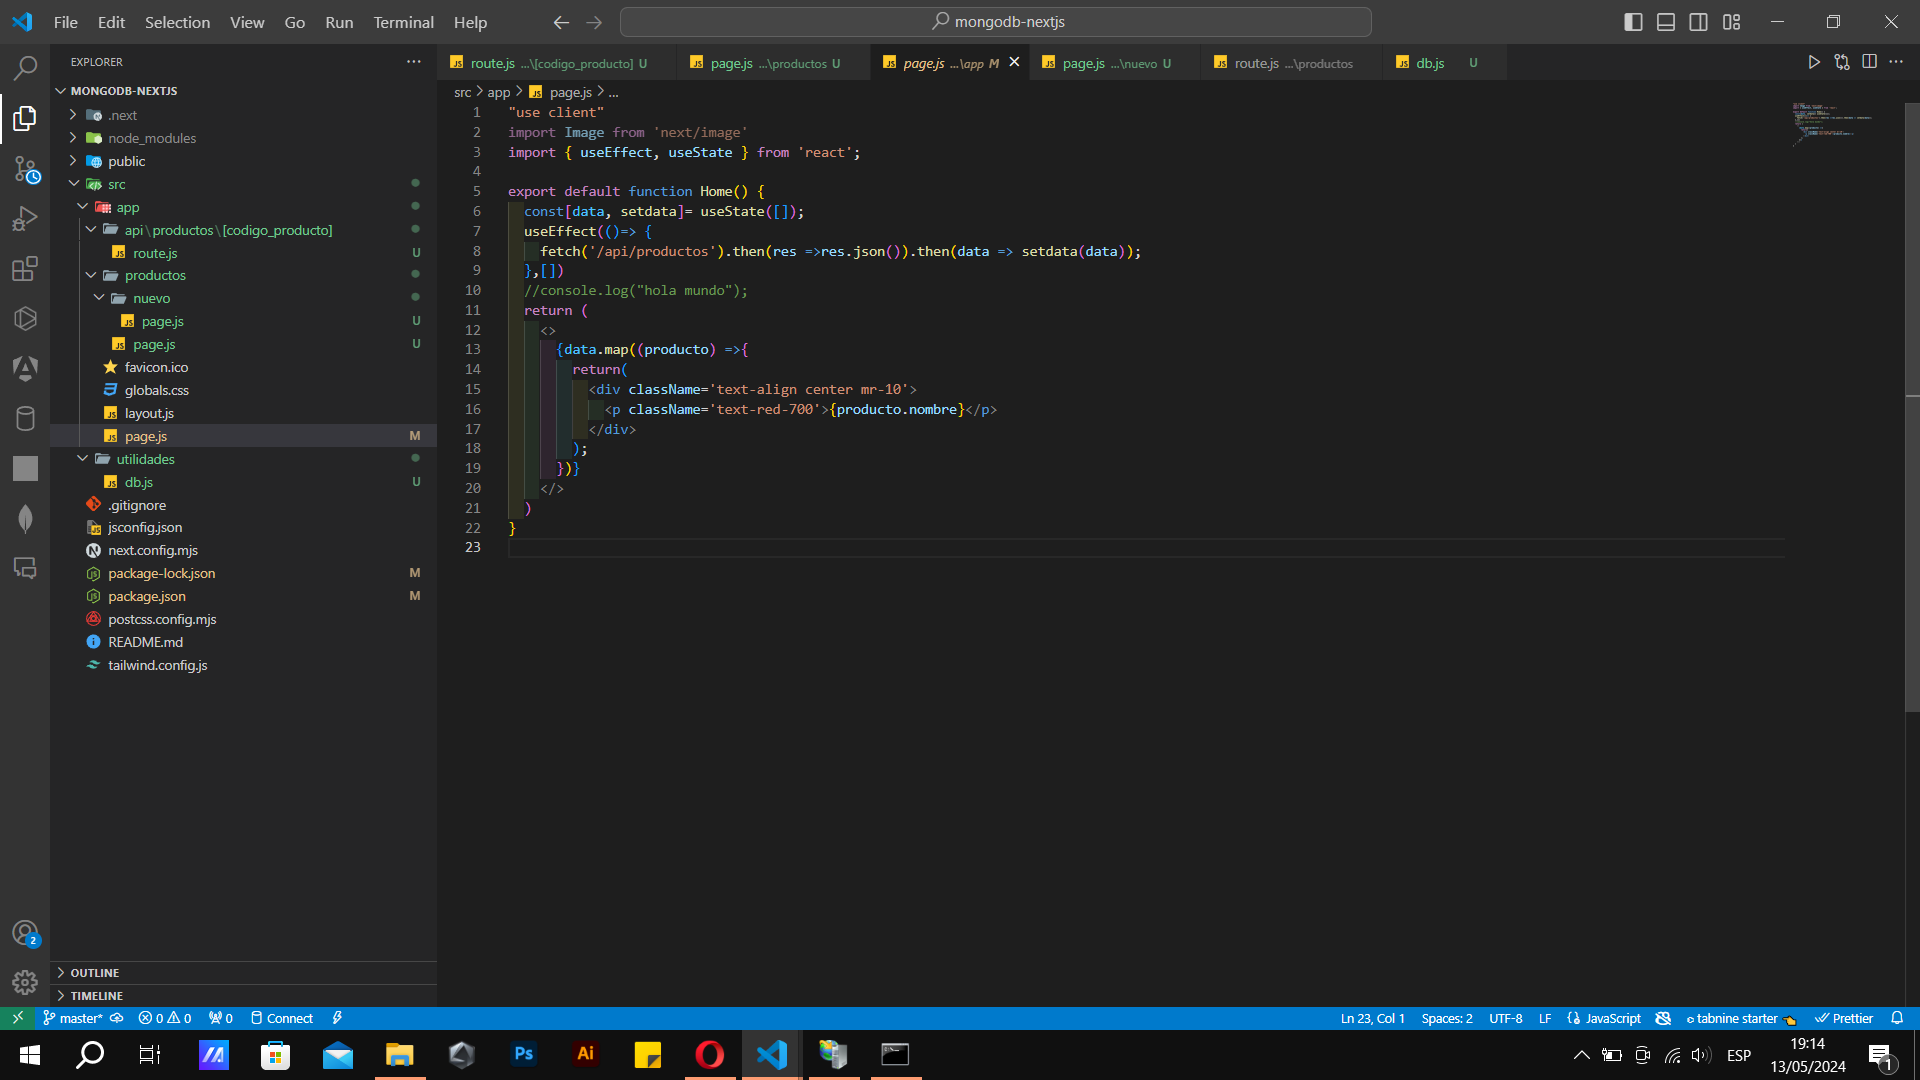 File Edit Selection View Go Run Terminal Help
mongodb-nextjs
EXPLORER
MONGODB-NEXTJS
.next
node_modules
public
src
app
api\productos\[codigo_producto]
route.js U
productos
nuevo
page.js U
page.js U
favicon.ico
globals.css
layout.js
page.js M
utilidades
db.js U
.gitignore
jsconfig.json
next.config.mjs
package-lock.json M
package.json M
postcss.config.mjs
README.md
tailwind.config.js
OUTLINE
TIMELINE
route.js ...\[codigo_producto] U page.js ...\productos U page.js ...\app M page.js ...\nuevo U route.js ...\productos db.js U
src > app > page.js > ...
1 "use client"
2 import Image from 'next/image'
3 import { useEffect, useState } from 'react';
4
5 export default function Home() {
6 const[data, setdata]= useState([]);
7 useEffect(()=> {
8 fetch('/api/productos').then(res =>res.json()).then(data => setdata(data));
9 },[])
10 //console.log("hola mundo");
11 return (
12 <>
13 {data.map((producto) =>{
14 return(
15 <div className='text-align center mr-10'>
16 <p className='text-red-700'>{producto.nombre}</p>
17 </div>
18 );
19 })}
20 </>
21 )
22 }
23
2
master* 0 0 0 Connect
Ln 23, Col 1 Spaces: 2 UTF-8 LF {} JavaScript tabnine starter Prettier
Ps Ai
ESP
19:14
13/05/2024
1